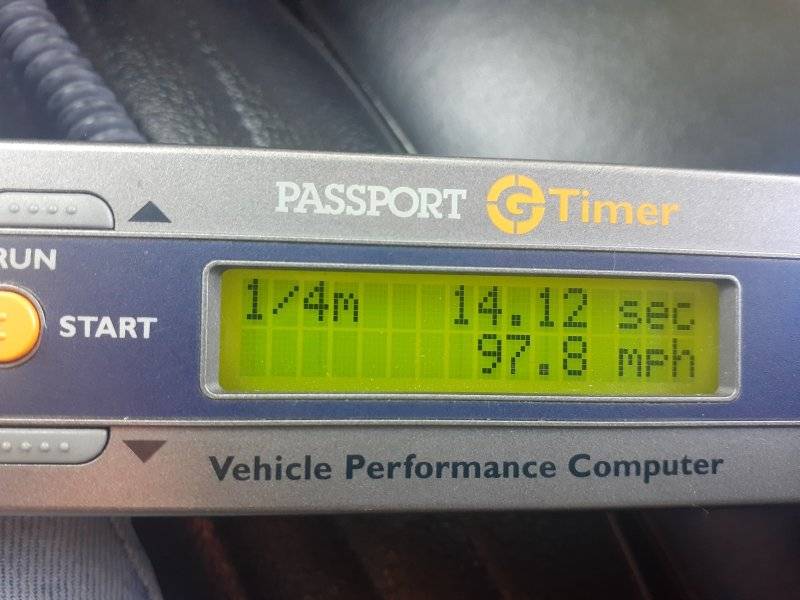 PASSPORT G Timer
RUN
START
1/4m 14.12 sec
97.8 mph
Vehicle Performance Computer